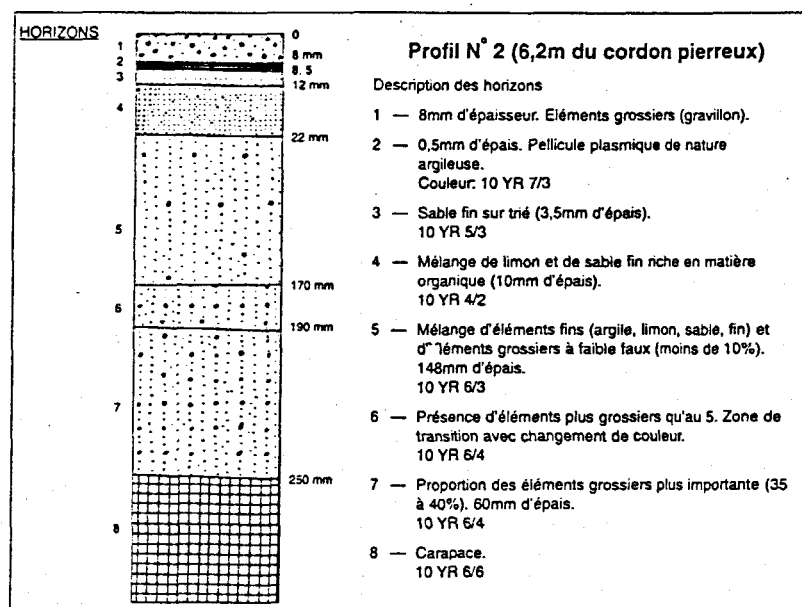 HORIZONS
0
1
8 mm
2
8.5
3
12 mm
4
22 mm
5
170 mm
6
190 mm
7
250 mm
8
Profil N° 2 (6,2m du cordon pierreux)
Description des horizons
1 — 8mm d'épaisseur. Eléments grossiers (gravillon).
2 — 0,5mm d'épais. Pellicule plasmique de nature
argileuse.
Couleur: 10 YR 7/3
3 — Sable fin sur trié (3,5mm d'épais).
10 YR 5/3
4 — Mélange de limon et de sable fin riche en matière
organique (10mm d'épais).
10 YR 4/2
5 — Mélange d'éléments fins (argile, limon, sable, fin) et
léments grossiers à faible faux (moins de 10%).
148mm d'épais.
10 YR 6/3
6 — Présence d'éléments plus grossiers qu'au 5. Zone de
transition avec changement de couleur.
10 YR 6/4
7 — Proportion des éléments grossiers plus importante (35
à 40%). 60mm d'épais.
10 YR 6/4
8 — Carapace.
10 YR 6/6